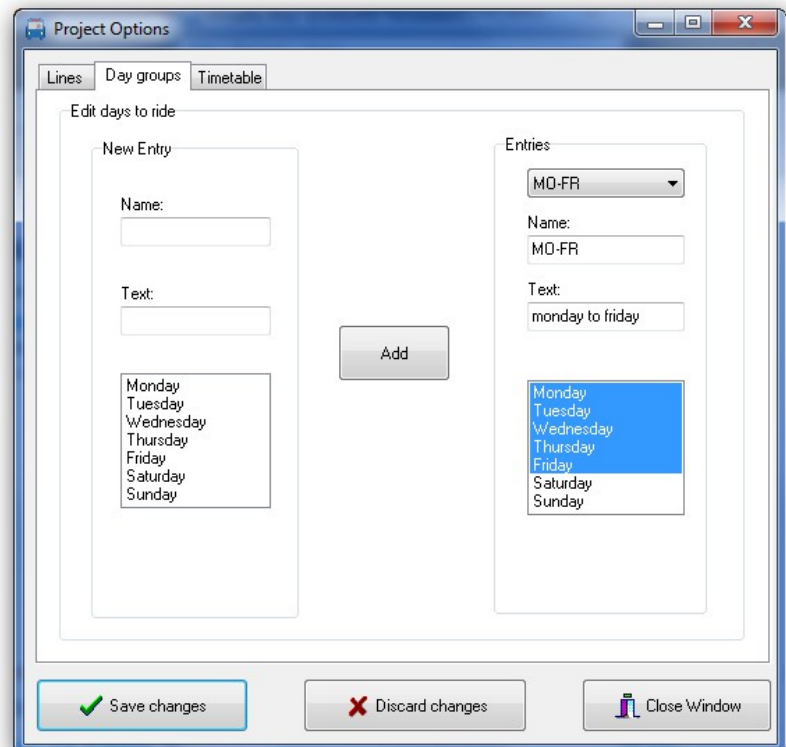 Project Options
Lines Day groups Timetable
Edit days to ride
New Entry
Name:
Text:
Monday
Tuesday
Wednesday
Thursday
Friday
Saturday
Sunday
Add
Entries
MO-FR
Name:
MO-FR
Text:
monday to friday
Monday
Tuesday
Wednesday
Thursday
Friday
Saturday
Sunday
Save changes Discard changes Close Window